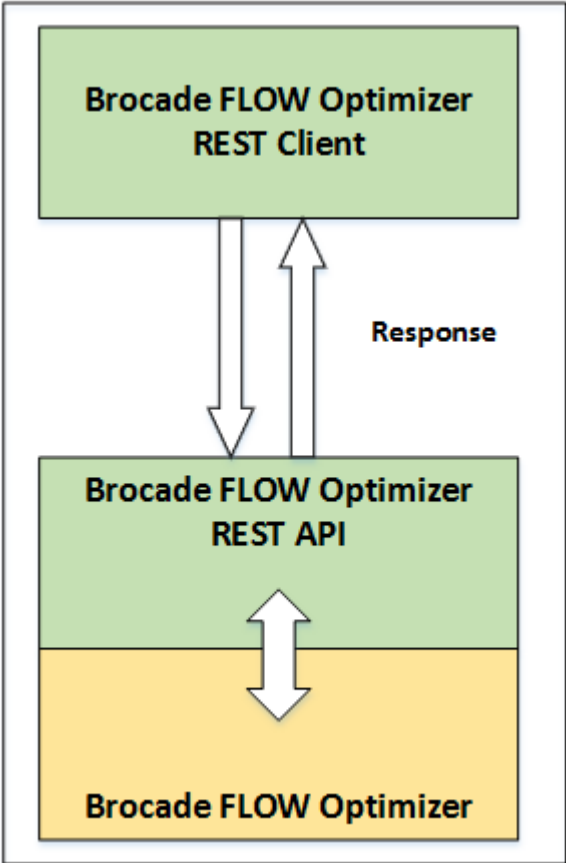 Brocade FLOW Optimizer
REST Client
Response
Brocade FLOW Optimizer
REST API
Brocade FLOW Optimizer